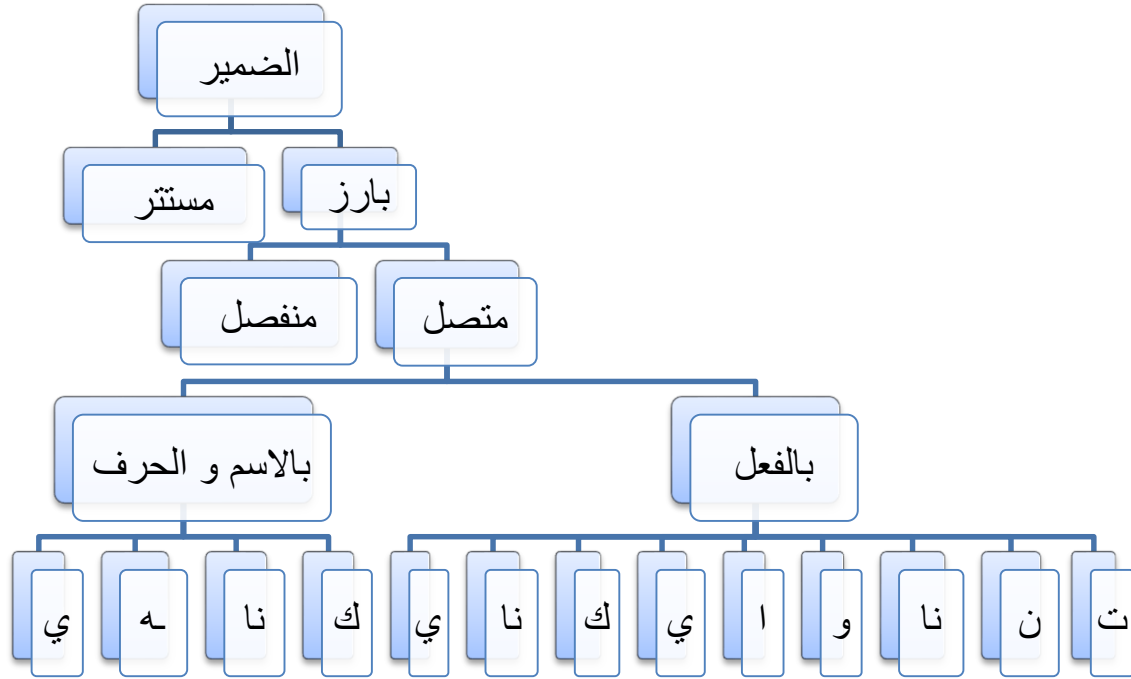 الضمير
بارز
مستتر
متصل
منفصل
بالفعل
بالاسم و الحرف
ت
ن
نا
و
ا
ي
ك
نا
ي
ك
نا
ـه
ي